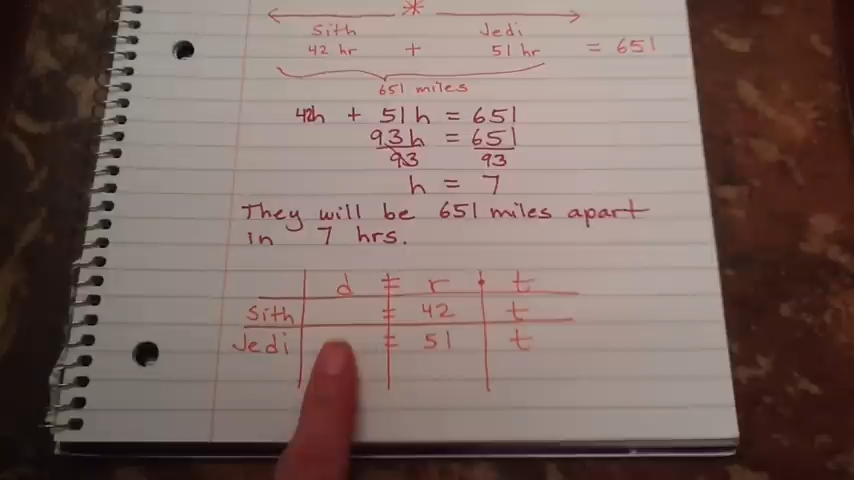 *
Sith Jedi
42 hr + 51 hr = 651
651 miles
42h + 51h = 651
93h = 651
93 93
h = 7
They will be 651 miles apart
in 7 hrs.
d = r · t
Sith = 42 t
Jedi = 51 t